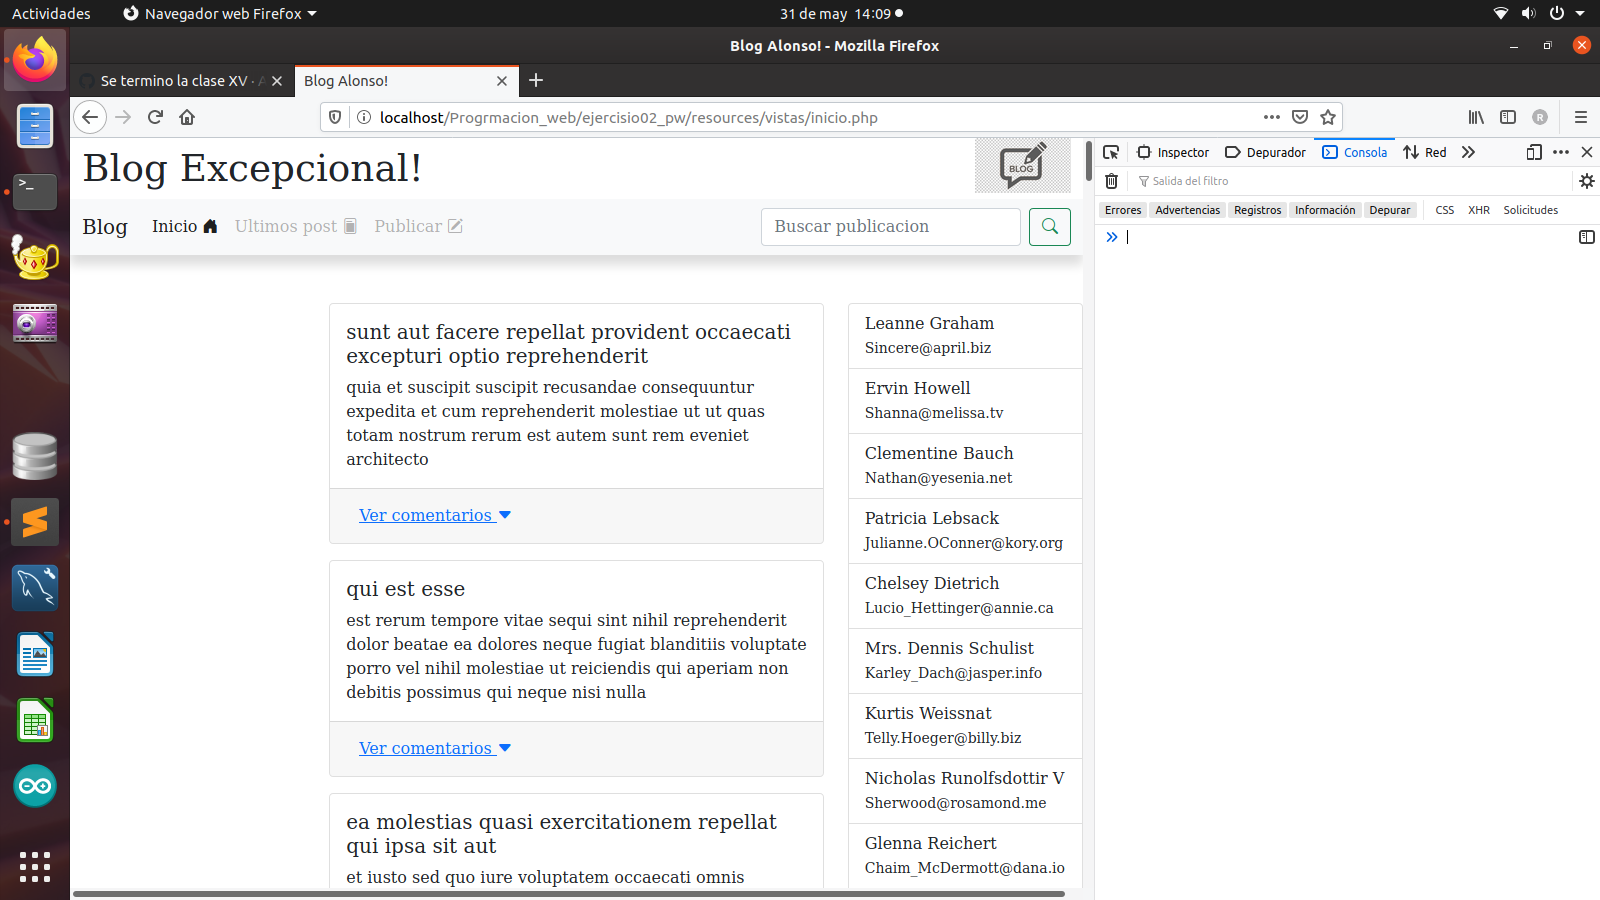 Actividades
Navegador web Firefox
31 de may 14:09
Blog Alonso! - Mozilla Firefox
Se termino la clase XV · A
Blog Alonso!
localhost/Progrmacion_web/ejercisio02_pw/resources/vistas/inicio.php
R
Blog Excepcional!
BLOG
Blog
Inicio
Ultimos post
Publicar
Buscar publicacion
sunt aut facere repellat provident occaecati
excepturi optio reprehenderit
quia et suscipit suscipit recusandae consequuntur
expedita et cum reprehenderit molestiae ut ut quas
totam nostrum rerum est autem sunt rem eveniet
architecto
Ver comentarios
qui est esse
est rerum tempore vitae sequi sint nihil reprehenderit
dolor beatae ea dolores neque fugiat blanditiis voluptate
porro vel nihil molestiae ut reiciendis qui aperiam non
debitis possimus qui neque nisi nulla
Ver comentarios
ea molestias quasi exercitationem repellat
qui ipsa sit aut
et iusto sed quo iure voluptatem occaecati omnis
Leanne Graham
Sincere@april.biz
Ervin Howell
Shanna@melissa.tv
Clementine Bauch
Nathan@yesenia.net
Patricia Lebsack
Julianne.OConner@kory.org
Chelsey Dietrich
Lucio_Hettinger@annie.ca
Mrs. Dennis Schulist
Karley_Dach@jasper.info
Kurtis Weissnat
Telly.Hoeger@billy.biz
Nicholas Runolfsdottir V
Sherwood@rosamond.me
Glenna Reichert
Chaim_McDermott@dana.io
Inspector
Depurador
Consola
Red
Salida del filtro
Errores
Advertencias
Registros
Información
Depurar
CSS
XHR
Solicitudes